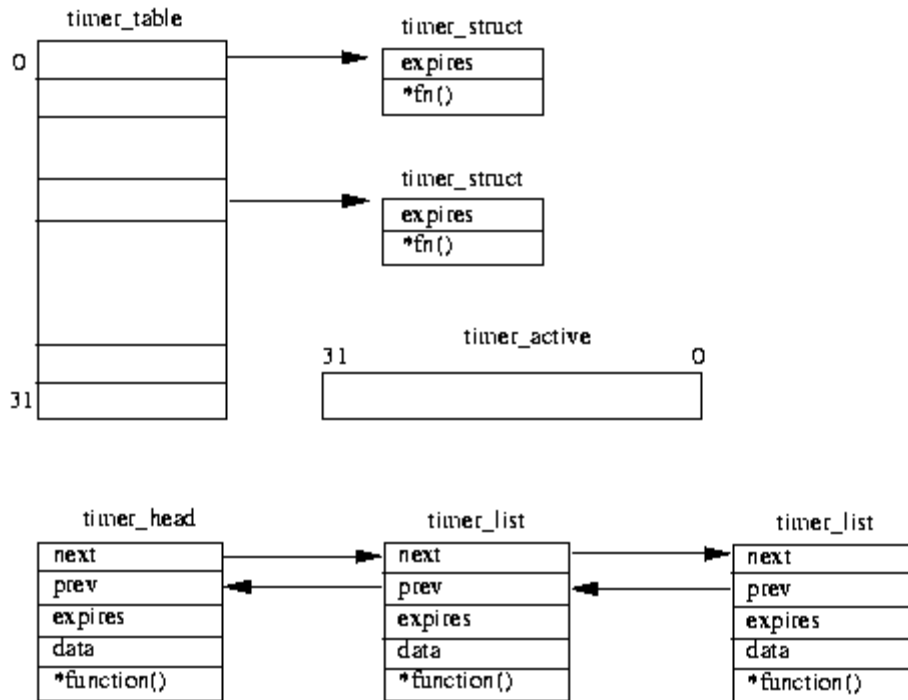 timer_table
0
31
timer_struct
expires
*fn()
timer_struct
expires
*fn()
timer_active
31 0
timer_head
next
prev
expires
data
*function()
timer_list
next
prev
expires
data
*function()
timer_list
next
prev
expires
data
*function()